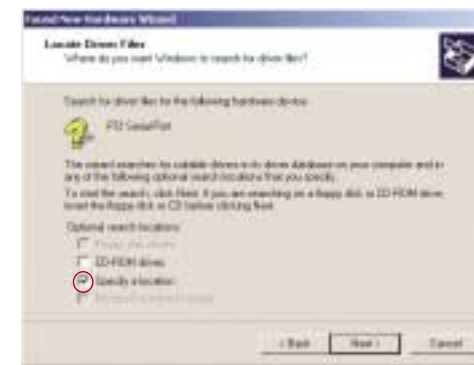 Found New Hardware Wizard
Locate Driver Files
Where do you want Windows to search for driver files?
Search for driver files for the following hardware device:
Serial Port
The wizard searches for suitable drivers in its driver database on your computer and in
any of the following optional search locations that you specify.
To start the search, click Next. If you are searching on a floppy disk or CD-ROM drive,
insert the floppy disk or CD before clicking Next.
Optional search locations:
Floppy disk drives
CD-ROM drives
Specify a location
Microsoft Windows Update
< Back Next > Cancel